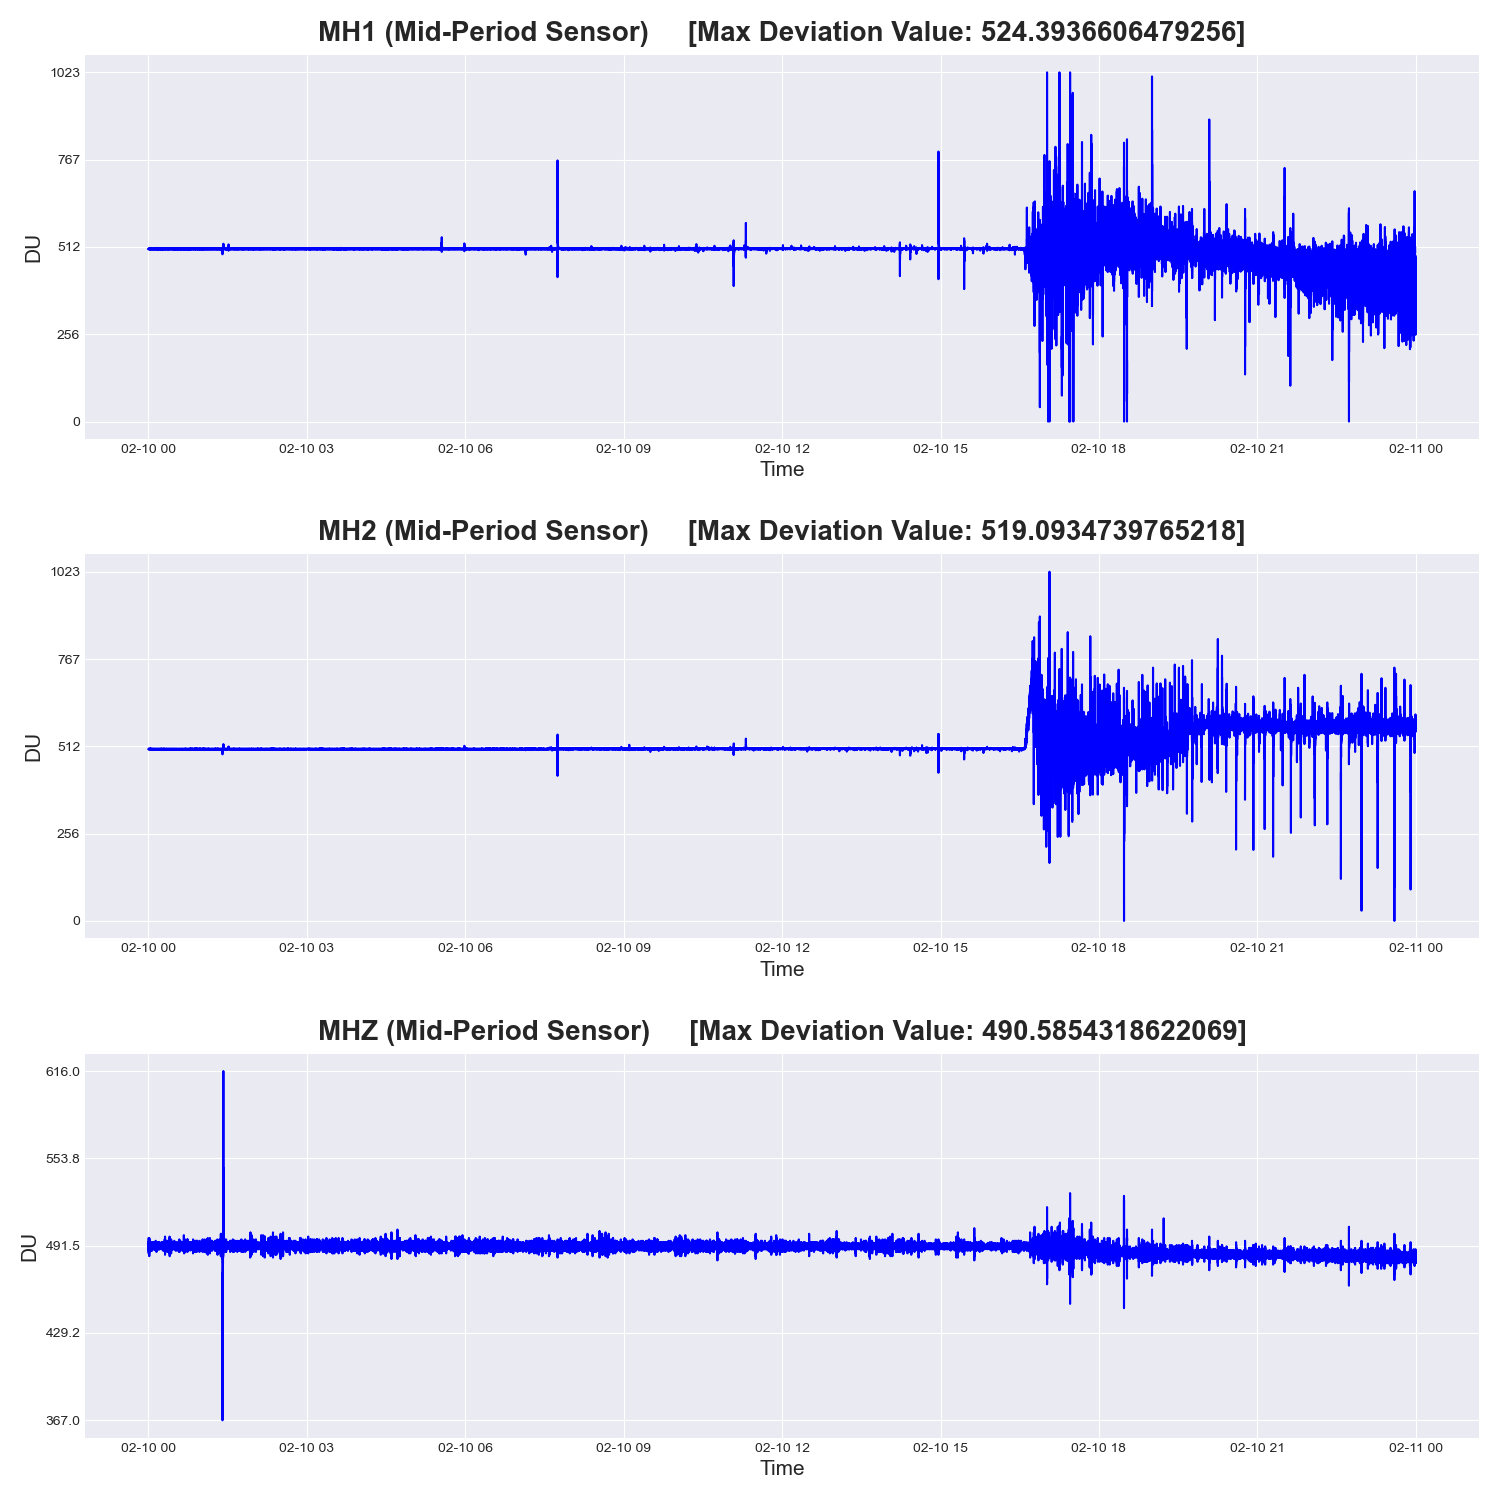 MH1 (Mid-Period Sensor) [Max Deviation Value: 524.3936606479256]
1023
767
512
256
0
DU
02-10 00 02-10 03 02-10 06 02-10 09 02-10 12 02-10 15 02-10 18 02-10 21 02-11 00
Time
MH2 (Mid-Period Sensor) [Max Deviation Value: 519.0934739765218]
1023
767
512
256
0
DU
02-10 00 02-10 03 02-10 06 02-10 09 02-10 12 02-10 15 02-10 18 02-10 21 02-11 00
Time
MHZ (Mid-Period Sensor) [Max Deviation Value: 490.5854318622069]
616.0
553.8
491.5
429.2
367.0
DU
02-10 00 02-10 03 02-10 06 02-10 09 02-10 12 02-10 15 02-10 18 02-10 21 02-11 00
Time